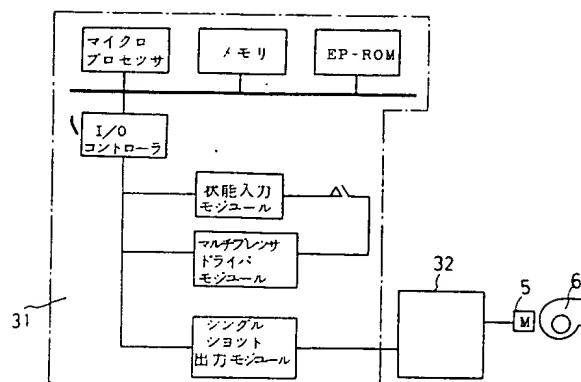 マイクロ
プロセッサ
メモリ
EP-ROM
I/O
コントローラ
状能入力
モジュール
マルチプレンサ
ドライバ
モジュール
シングル
ショット
出力モジュール
31
32
5
6
M